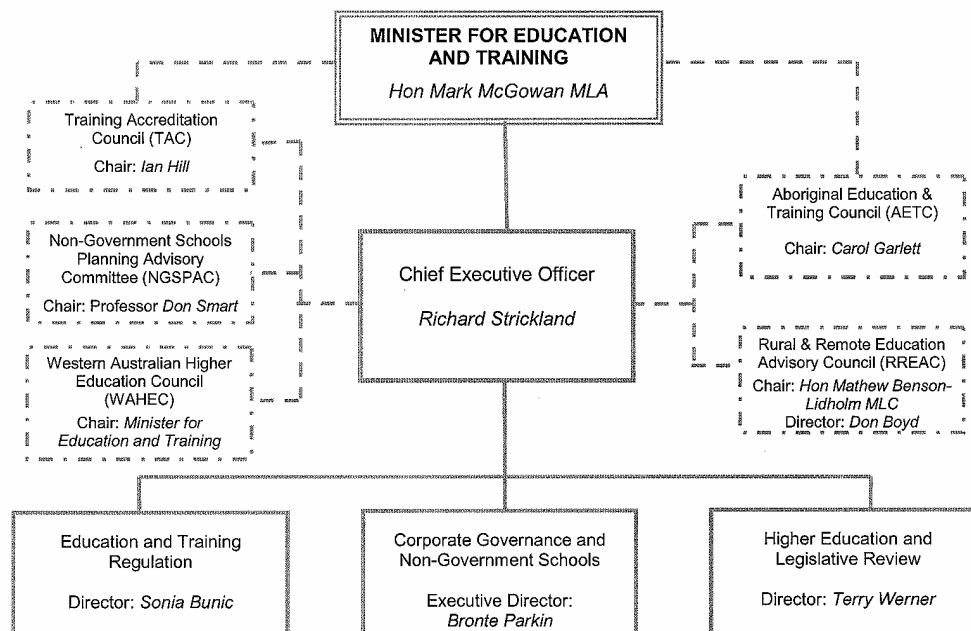 MINISTER FOR EDUCATION
AND TRAINING
Hon Mark McGowan MLA
Training Accreditation
Council (TAC)
Chair: Ian Hill
Non-Government Schools
Planning Advisory
Committee (NGSPAC)
Chair: Professor Don Smart
Western Australian Higher
Education Council
(WAHEC)
Chair: Minister for
Education and Training
Chief Executive Officer
Richard Strickland
Aboriginal Education &
Training Council (AETC)
Chair: Carol Garlett
Rural & Remote Education
Advisory Council (RREAC)
Chair: Hon Mathew Benson-
Lidholm MLC
Director: Don Boyd
Education and Training
Regulation
Director: Sonia Bunic
Corporate Governance and
Non-Government Schools
Executive Director:
Bronte Parkin
Higher Education and
Legislative Review
Director: Terry Werner